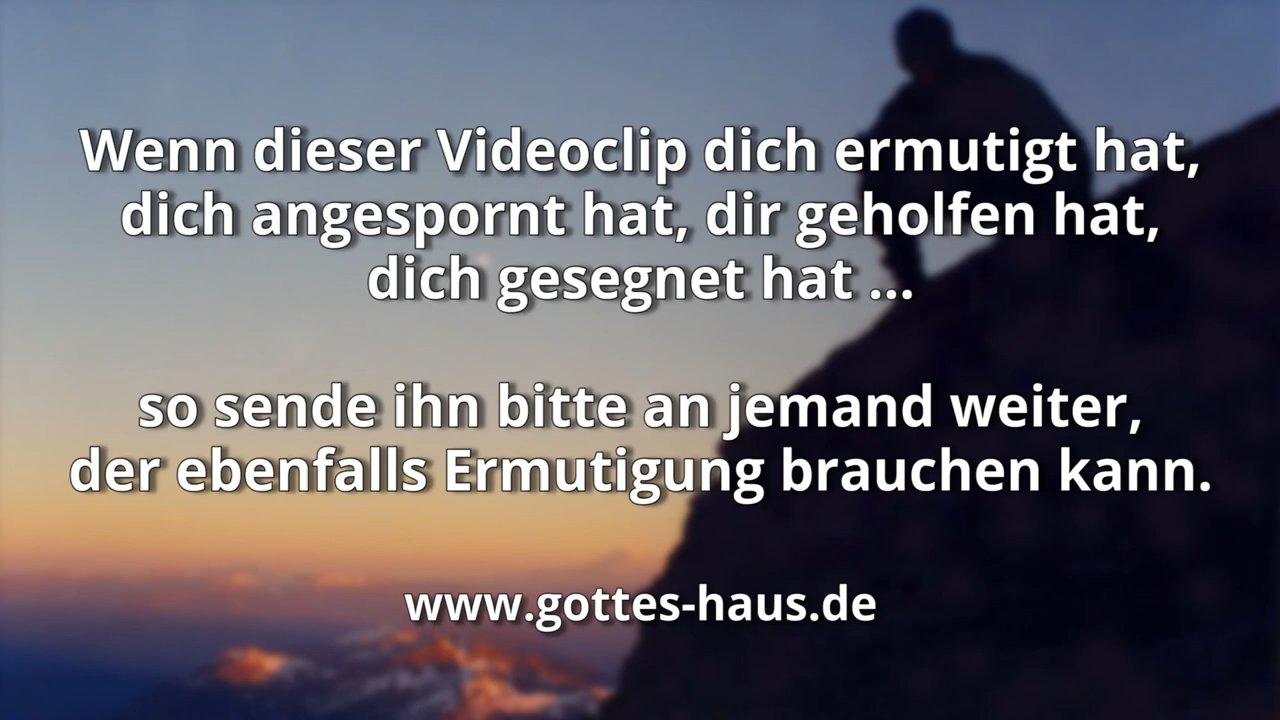 Wenn dieser Videoclip dich ermutigt hat,
dich angespornt hat, dir geholfen hat,
dich gesegnet hat ...
so sende ihn bitte an jemand weiter,
der ebenfalls Ermutigung brauchen kann.
www.gottes-haus.de